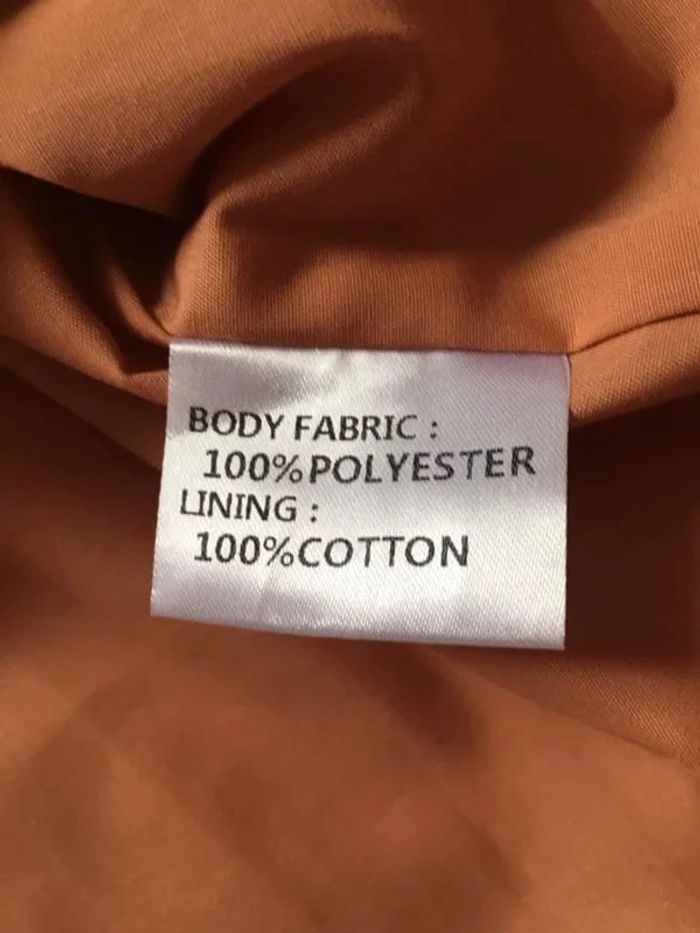 BODY FABRIC :
100%POLYESTER
LINING :
100%COTTON